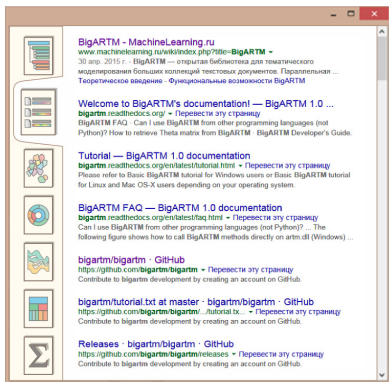 BigARTM - MachineLearning.ru
www.machinelearning.ru/wiki/index.php?title=BigARTM
30 апр. 2015 г. - BigARTM — открытая библиотека для тематического
моделирования больших коллекций текстовых документов. Параллельная ...
Теоретическое введение - Функциональные возможности BigARTM
Welcome to BigARTM's documentation! — BigARTM 1.0 ...
bigartm.readthedocs.org/ Перевести эту страницу
BigARTM FAQ · Can I use BigARTM from other programming languages (not
Python)? How to retrieve Theta matrix from BigARTM · BigARTM Developer's Guide.
Tutorial — BigARTM 1.0 documentation
bigartm.readthedocs.org/en/latest/tutorial.html Перевести эту страницу
Please refer to Basic BigARTM tutorial for Windows users or Basic BigARTM tutorial
for Linux and Mac OS-X users depending on your operating system.
BigARTM FAQ — BigARTM 1.0 documentation
bigartm.readthedocs.org/en/latest/faq.html Перевести эту страницу
Can I use BigARTM from other programming languages (not Python)? ... The
following figure shows how to call BigARTM methods directly on artm.dll (Windows) ...
bigartm/bigartm · GitHub
https://github.com/bigartm/bigartm Перевести эту страницу
Contribute to bigartm development by creating an account on GitHub.
bigartm/tutorial.txt at master · bigartm/bigartm · GitHub
https://github.com/bigartm/bigartm/.../tutorial.tx... Перевести эту страницу
Contribute to bigartm development by creating an account on GitHub.
Releases · bigartm/bigartm · GitHub
https://github.com/bigartm/bigartm/releases Перевести эту страницу
Contribute to bigartm development by creating an account on GitHub.
Σ